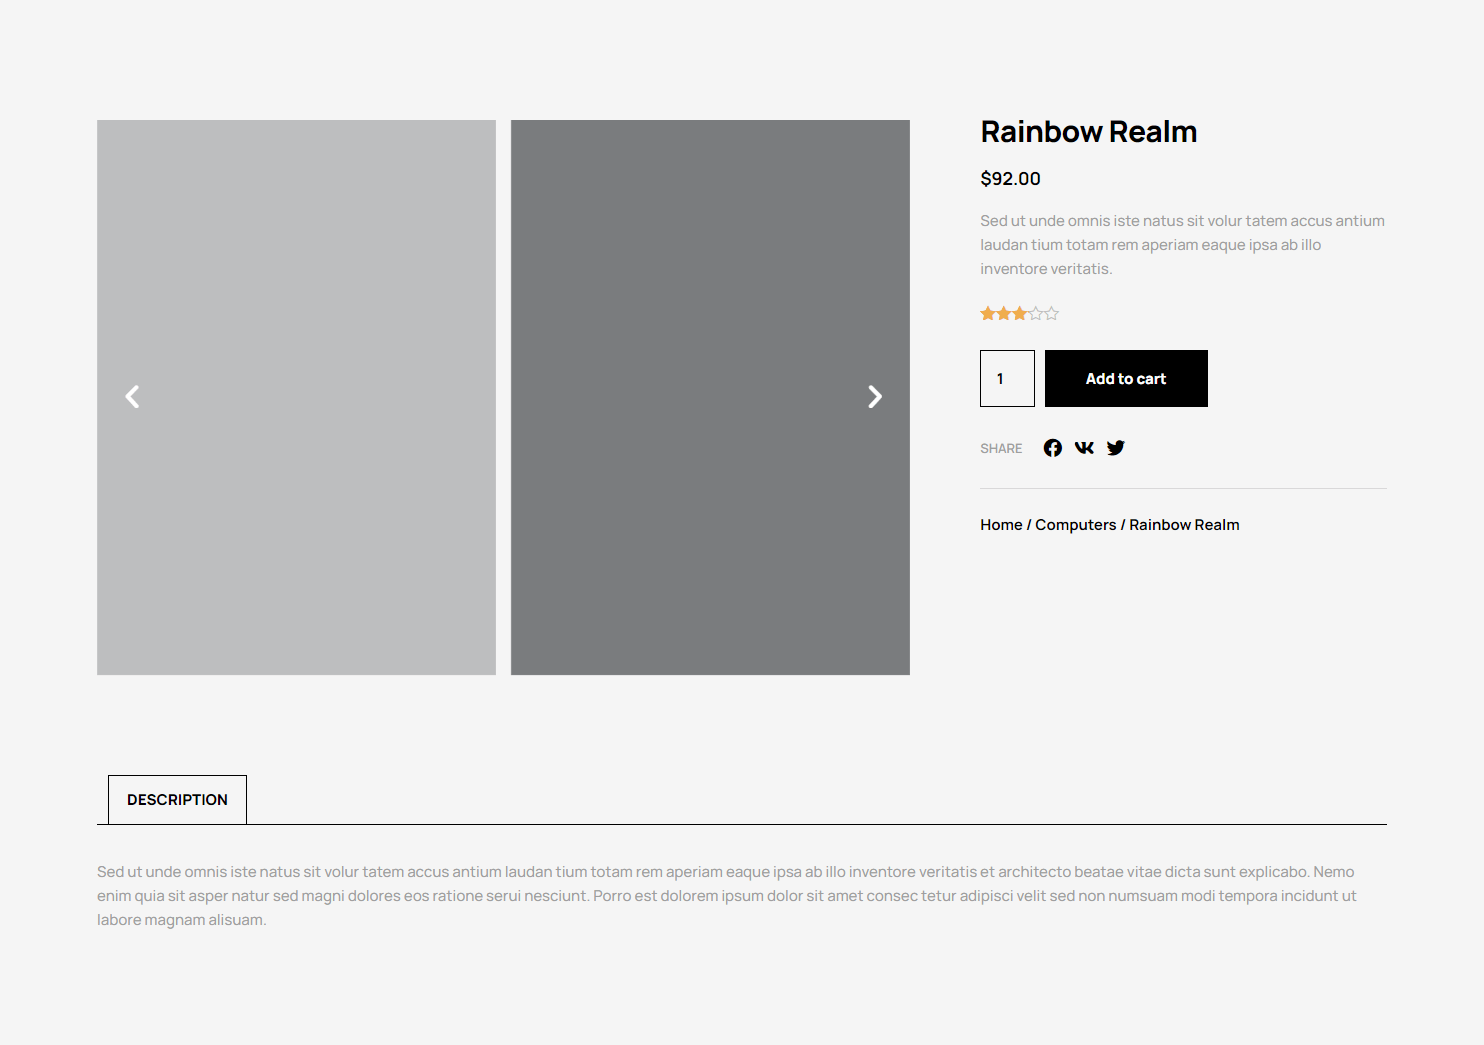 Rainbow Realm
$92.00
Sed ut unde omnis iste natus sit volur tatem accus antium
laudan tium totam rem aperiam eaque ipsa ab illo
inventore veritatis.
1
Add to cart
SHARE
Home / Computers / Rainbow Realm
DESCRIPTION
Sed ut unde omnis iste natus sit volur tatem accus antium laudan tium totam rem aperiam eaque ipsa ab illo inventore veritatis et architecto beatae vitae dicta sunt explicabo. Nemo
enim quia sit asper natur sed magni dolores eos ratione serui nesciunt. Porro est dolorem ipsum dolor sit amet consec tetur adipisci velit sed non numsuam modi tempora incidunt ut
labore magnam alisuam.